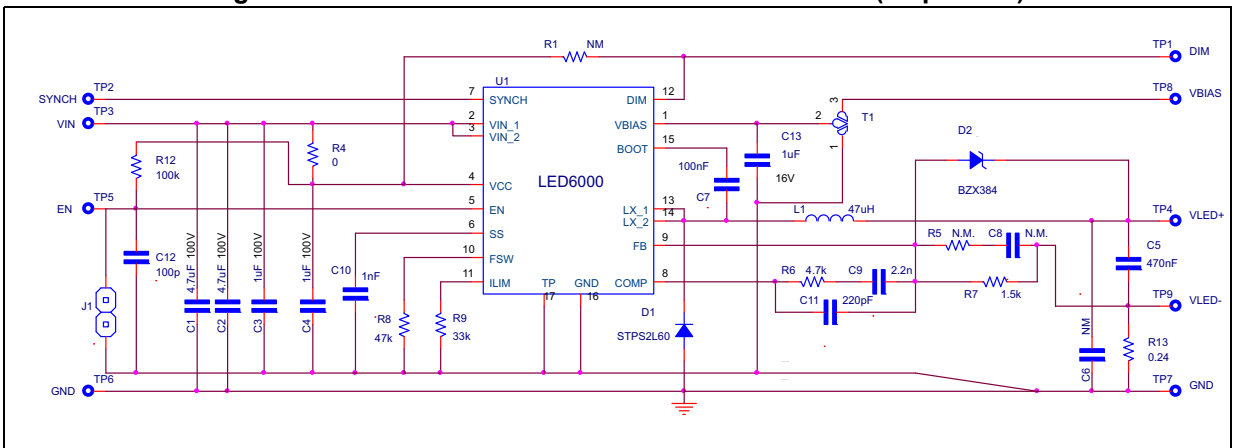 R1 NM
TP1
DIM
TP2
SYNCH
U1
7 SYNCH
DIM 12
TP8
VBIAS
TP3
VIN
2 VIN_1
3 VIN_2
VBIAS 1
2
3
1
T1
BOOT 15
C13
1uF
16V
D2
BZX384
R12
100k
R4
0
LED6000
100nF
C7
4 VCC
TP5
EN
5 EN
LX_1 13
LX_2 14
L1 47uH
TP4
VLED+
6 SS
FB 9
R5 N.M.
C8 N.M.
C5
470nF
C12
100p
4.7uF 100V
4.7uF 100V
1uF 100V
1uF 100V
C10
1nF
10 FSW
11 ILIM
TP
17
GND
16
COMP 8
R6 4.7k
C9 2.2n
C11 220pF
R7 1.5k
TP9
VLED-
J1
C1
C2
C3
C4
R8
47k
R9
33k
D1
STPS2L60
NM
C6
R13
0.24
TP6
GND
TP7
GND